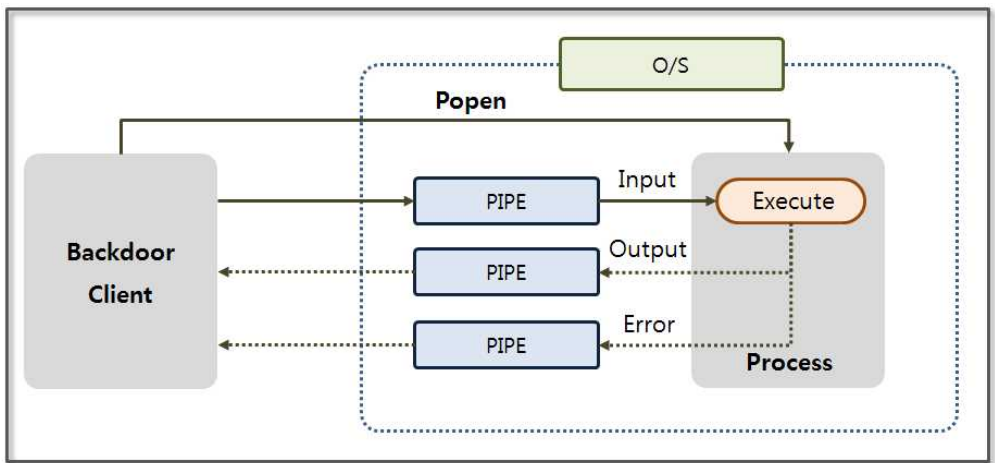 O/S
Popen
Backdoor
Client
PIPE
Input
Execute
PIPE
Output
PIPE
Error
Process